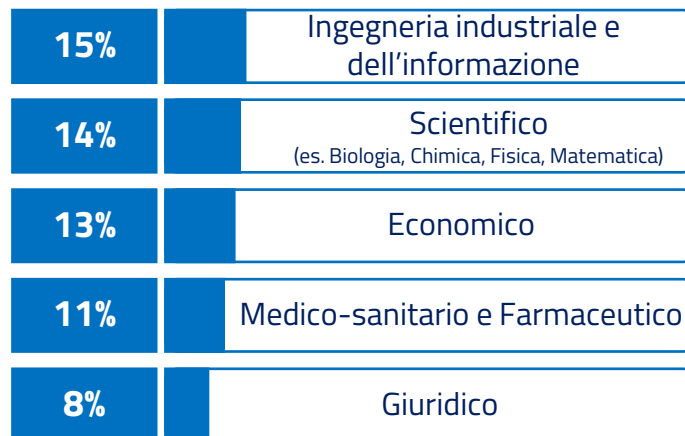 15%
Ingegneria industriale e
dell'informazione
14%
Scientifico
(es. Biologia, Chimica, Fisica, Matematica)
13%
Economico
11%
Medico-sanitario e Farmaceutico
8%
Giuridico